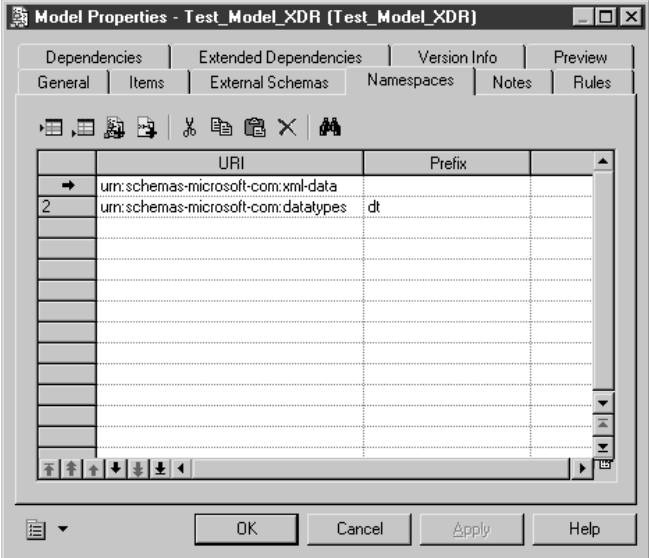 Model Properties - Test_Model_XDR (Test_Model_XDR)
Dependencies Extended Dependencies Version Info Preview
General Items External Schemas Namespaces Notes Rules
URI Prefix
urn:schemas-microsoft-com:xml-data
2 urn:schemas-microsoft-com:datatypes dt
OK Cancel Apply Help